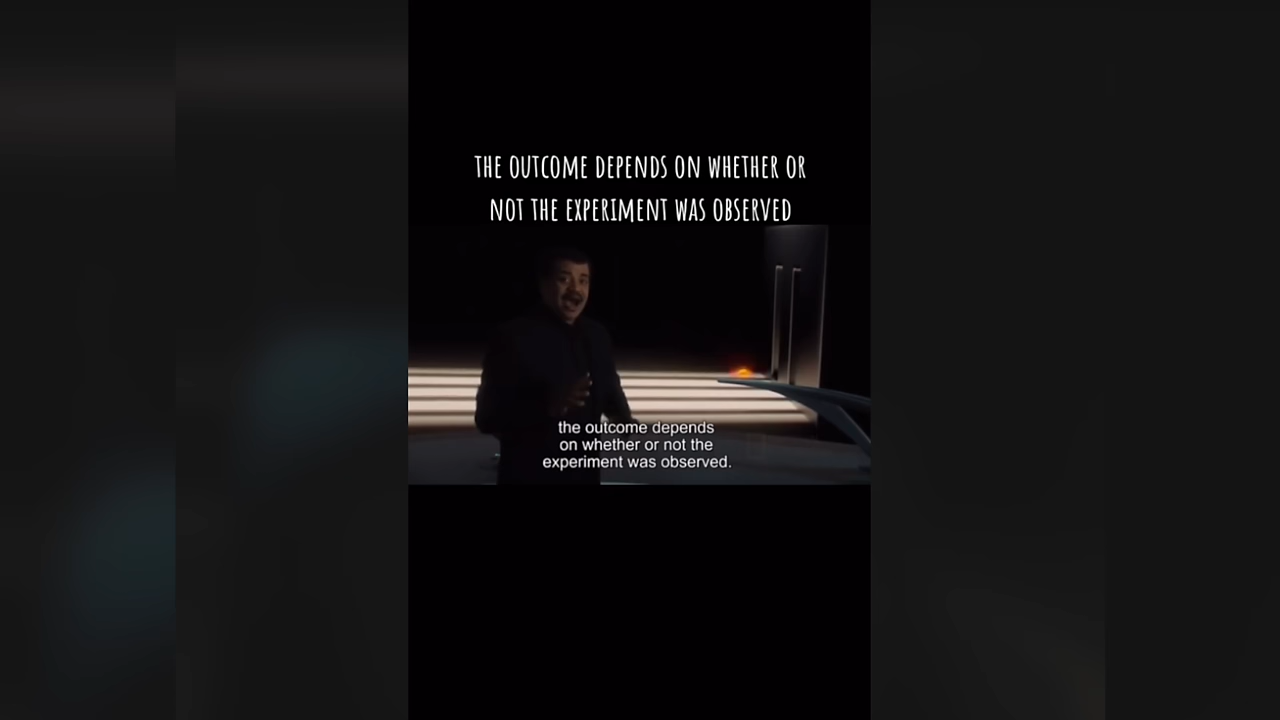 THE OUTCOME DEPENDS ON WHETHER OR
NOT THE EXPERIMENT WAS OBSERVED
the outcome depends
on whether or not the
experiment was observed.